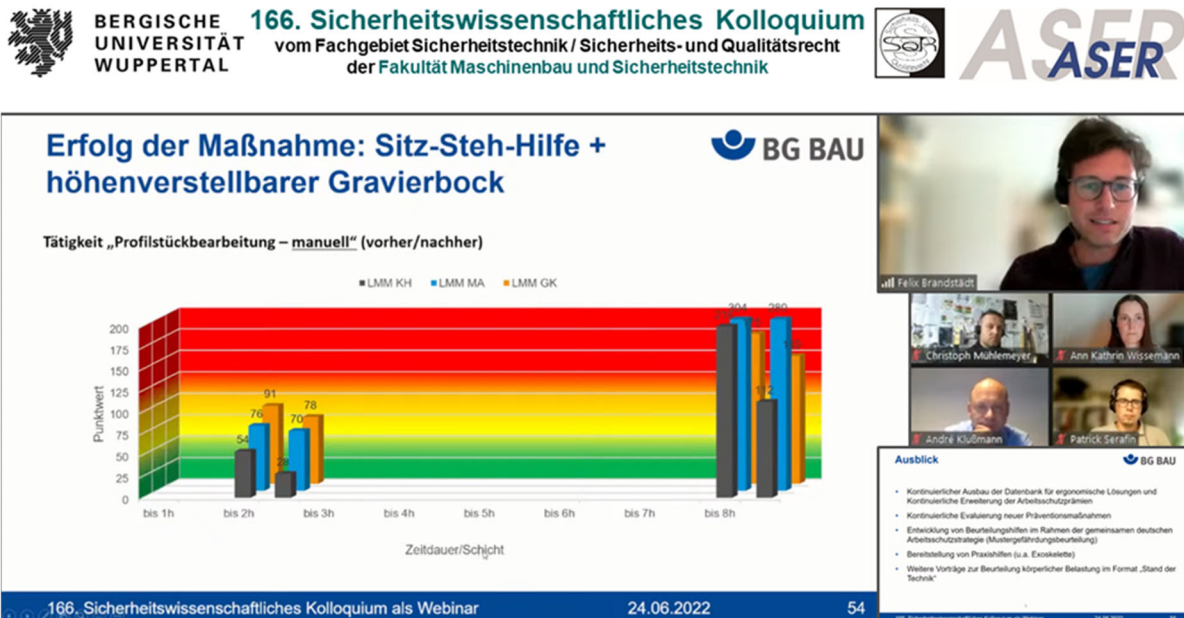 BERGISCHE
UNIVERSITÄT
WUPPERTAL
166. Sicherheitswissenschaftliches Kolloquium
vom Fachgebiet Sicherheitstechnik / Sicherheits- und Qualitätsrecht
der Fakultät Maschinenbau und Sicherheitstechnik
ASER
ASER
Erfolg der Maßnahme: Sitz-Steh-Hilfe +
höhenverstellbarer Gravierbock
BG BAU
Tätigkeit „Profilstückbearbeitung – manuell“ (vorher/nachher)
LMM KH LMM MA LMM GK
Punktwert
200
175
150
125
100
75
50
25
0
54 76 91 28 70 78
304 112 280
bis 1h bis 2h bis 3h bis 4h bis 5h bis 6h bis 7h bis 8h
Zeitdauer/Schicht
166. Sicherheitswissenschaftliches Kolloquium als Webinar 24.06.2022 54
Felix Brandstädt
Christoph Mühlemeyer
Ann Kathrin Wissemann
André Klußmann
Patrick Serafin
Ausblick
BG BAU
• Kontinuierlicher Ausbau der Datenbank für ergonomische Lösungen und
Kontinuierliche Erweiterung der Arbeitsschutzprämien
• Kontinuierliche Evaluierung neuer Präventionsmaßnahmen
• Entwicklung von Beurteilungshilfen im Rahmen der gemeinsamen deutschen
Arbeitsschutzstrategie (Mustergefährdungsbeurteilung)
• Bereitstellung von Praxishilfen (u.a. Exoskelette)
• Weitere Vorträge zur Beurteilung körperlicher Belastung im Format „Stand der
Technik“